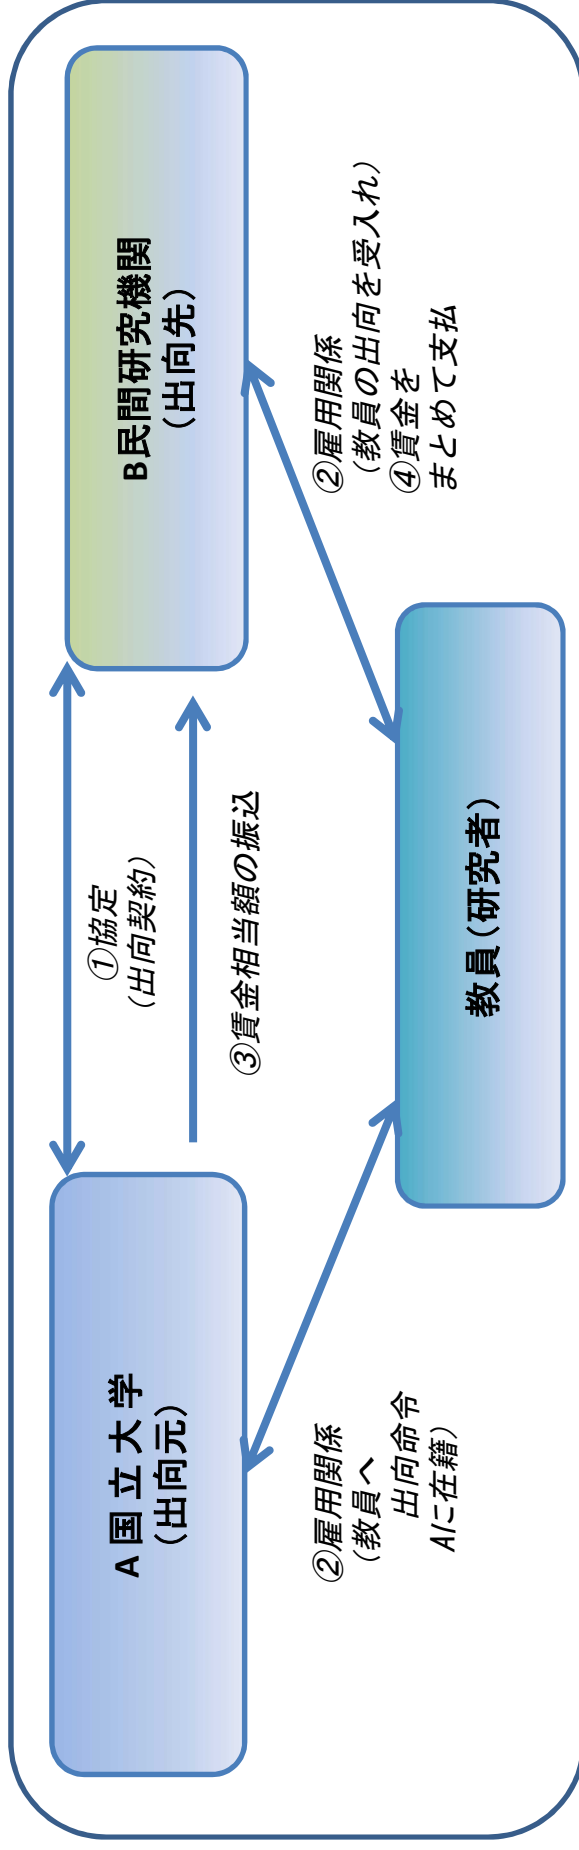 A国立大学
（出向元）
①協定
（出向契約）
③賃金相当額の振込
B民間研究機関
（出向先）
②雇用関係
（教員へ
出向命令
Aに在籍）
教員（研究者）
②雇用関係
（教員の出向を受入れ）
④賃金を
まとめて支払